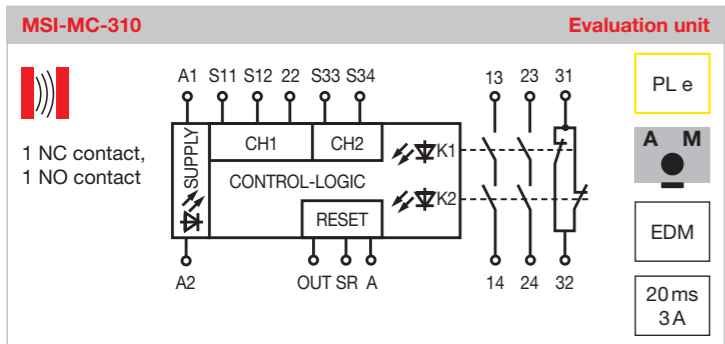 MSI-MC-310 Evaluation unit
A1 S11 S12 22 S33 S34 13 23 31
PL e
1 NC contact,
1 NO contact
SUPPLY
CH1 CH2
K1
A M
CONTROL-LOGIC
K2
RESET
EDM
A2 OUT SR A 14 24 32
20 ms
3 A